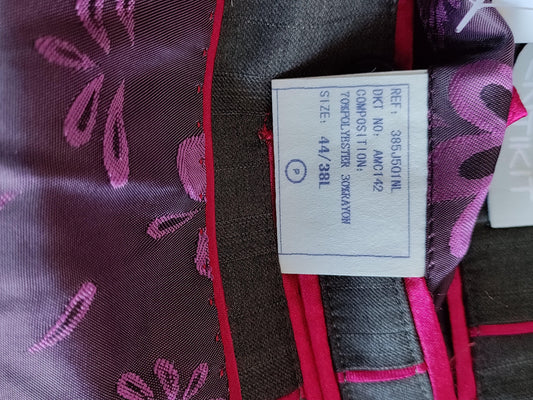 REF: 385J501NL
DKT NO: AMC142
COMPOSITION:
70%POLYESTER 30%RAYON
SIZE: 44/38L
P